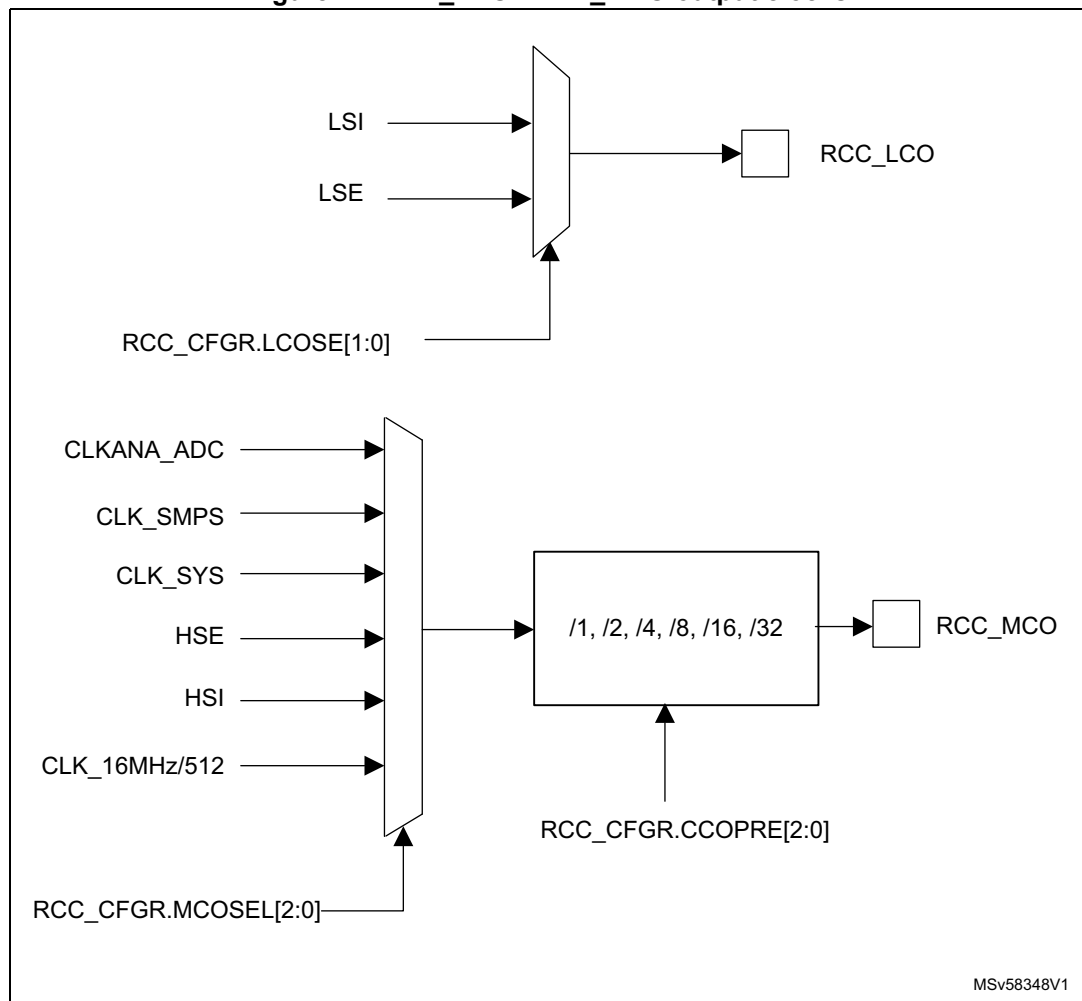 LSI
RCC_LCO
LSE
RCC_CFGR.LCOSE[1:0]
CLKANA_ADC
CLK_SMPS
CLK_SYS
HSE
/1, /2, /4, /8, /16, /32
RCC_MCO
HSI
CLK_16MHz/512
RCC_CFGR.CCOPRE[2:0]
RCC_CFGR.MCOSEL[2:0]
MSv58348V1